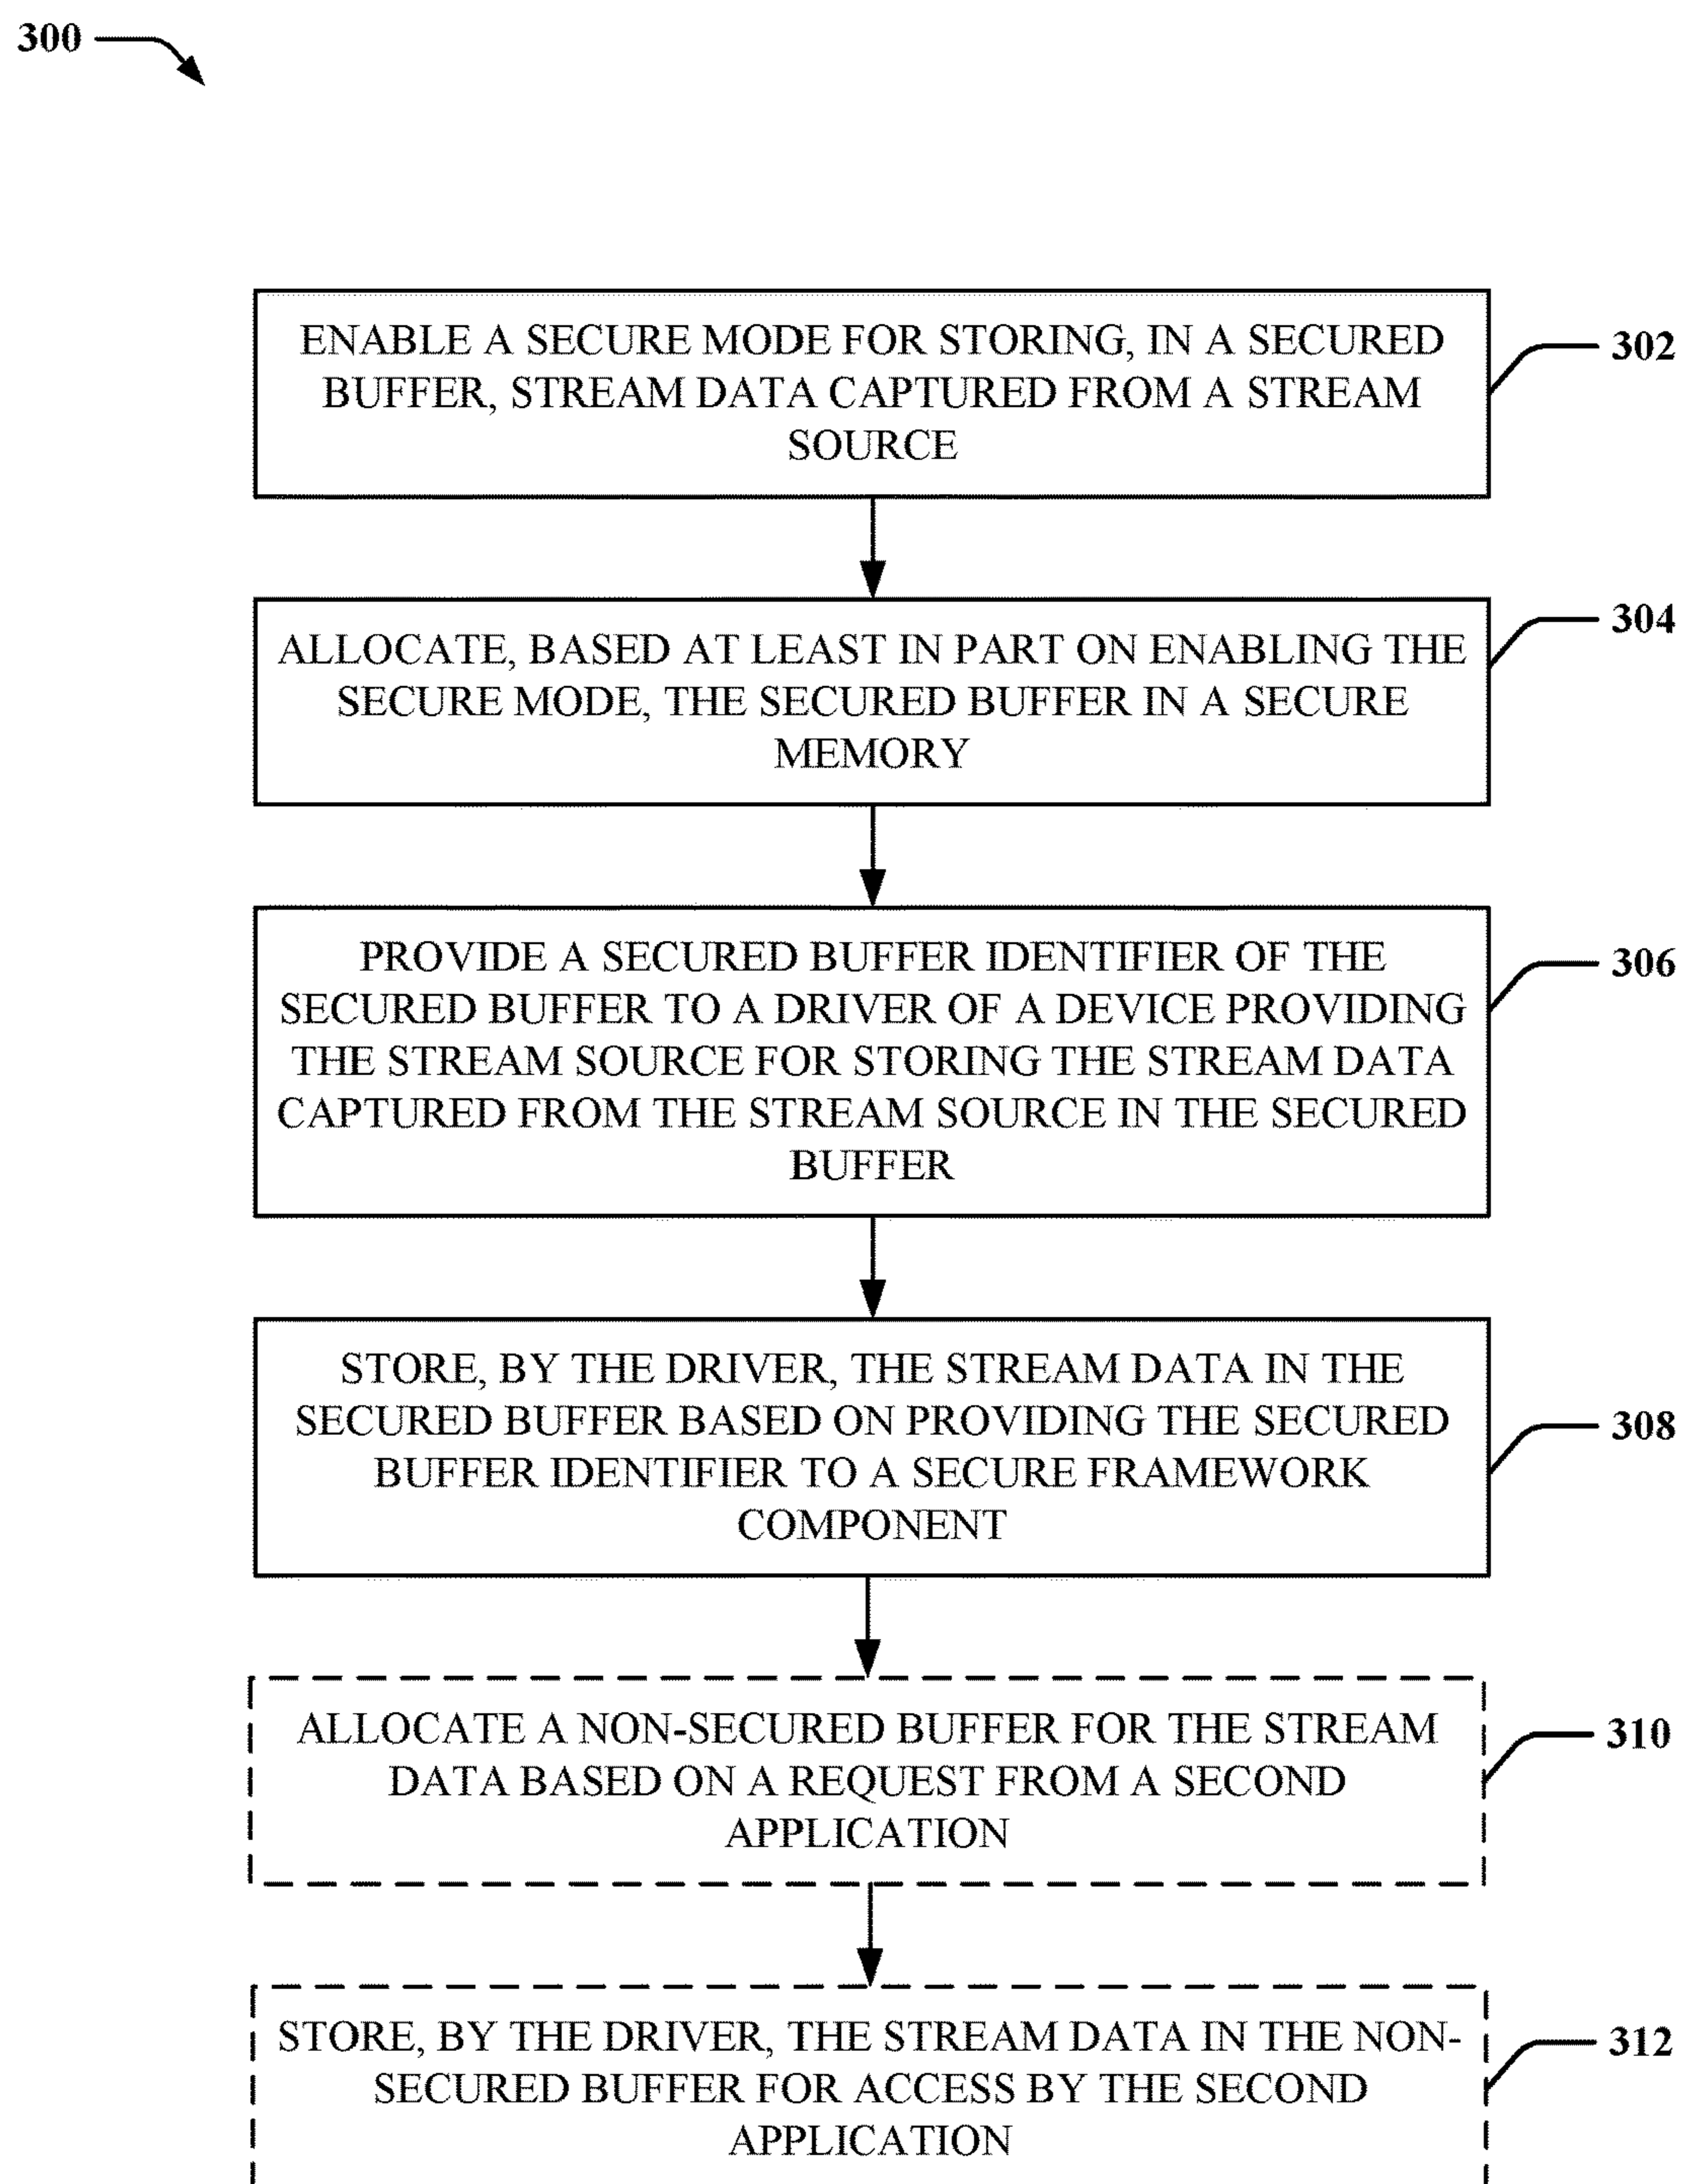 300
ENABLE A SECURE MODE FOR STORING, IN A SECURED
BUFFER, STREAM DATA CAPTURED FROM A STREAM
SOURCE
302
ALLOCATE, BASED AT LEAST IN PART ON ENABLING THE
SECURE MODE, THE SECURED BUFFER IN A SECURE
MEMORY
304
PROVIDE A SECURED BUFFER IDENTIFIER OF THE
SECURED BUFFER TO A DRIVER OF A DEVICE PROVIDING
THE STREAM SOURCE FOR STORING THE STREAM DATA
CAPTURED FROM THE STREAM SOURCE IN THE SECURED
BUFFER
306
STORE, BY THE DRIVER, THE STREAM DATA IN THE
SECURED BUFFER BASED ON PROVIDING THE SECURED
BUFFER IDENTIFIER TO A SECURE FRAMEWORK
COMPONENT
308
ALLOCATE A NON-SECURED BUFFER FOR THE STREAM
DATA BASED ON A REQUEST FROM A SECOND
APPLICATION
310
STORE, BY THE DRIVER, THE STREAM DATA IN THE NON-
SECURED BUFFER FOR ACCESS BY THE SECOND
APPLICATION
312